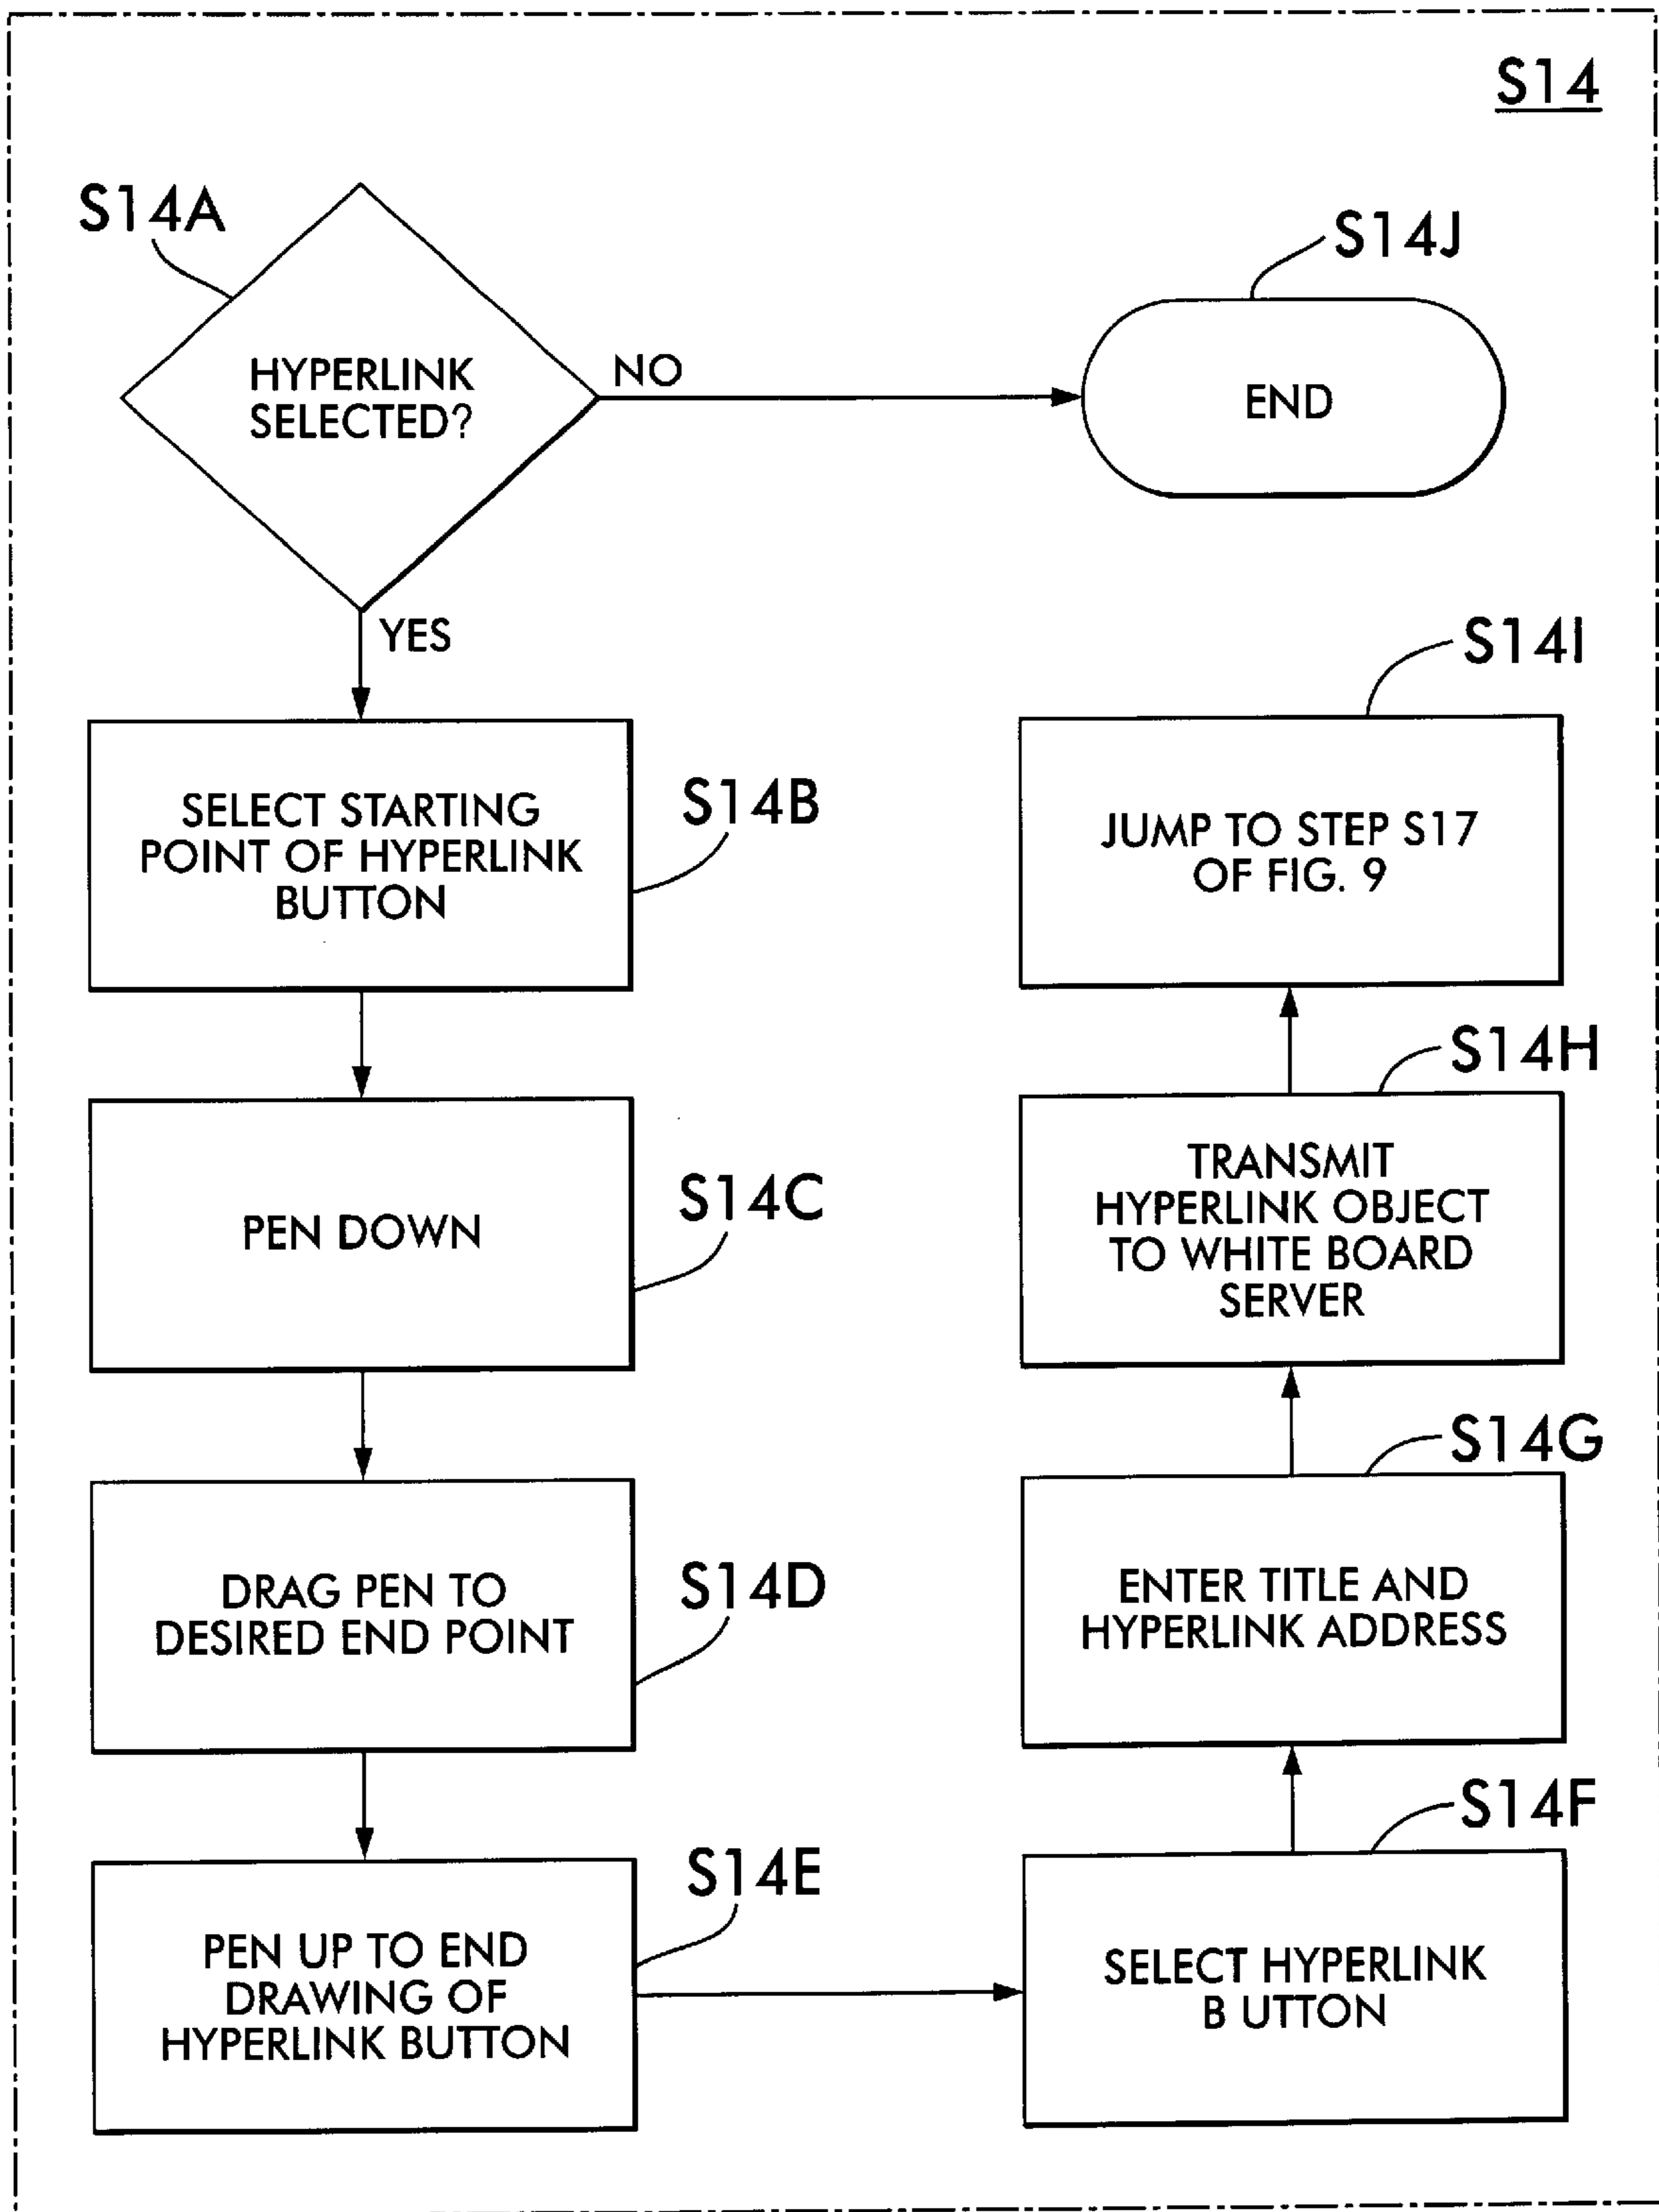 S14
S14A
HYPERLINK
SELECTED?
NO
S14J
END
YES
SELECT STARTING
POINT OF HYPERLINK
BUTTON
S14B
PEN DOWN
S14C
DRAG PEN TO
DESIRED END POINT
S14D
PEN UP TO END
DRAWING OF
HYPERLINK BUTTON
S14E
S14F
SELECT HYPERLINK
B UTTON
S14G
ENTER TITLE AND
HYPERLINK ADDRESS
S14H
TRANSMIT
HYPERLINK OBJECT
TO WHITE BOARD
SERVER
S14I
JUMP TO STEP S17
OF FIG. 9